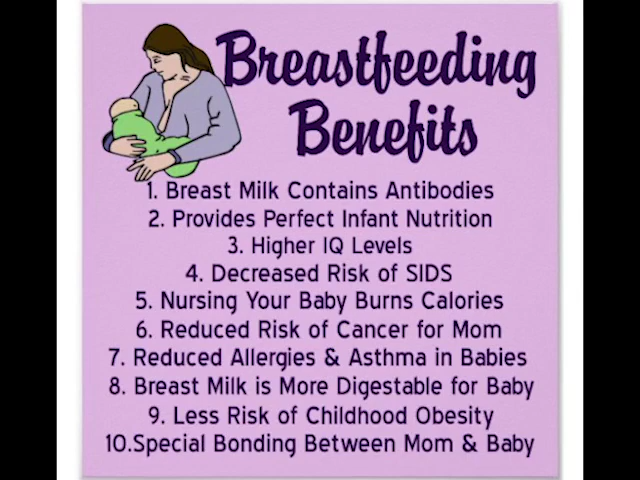 Breastfeeding
Benefits
1. Breast Milk Contains Antibodies
2. Provides Perfect Infant Nutrition
3. Higher IQ Levels
4. Decreased Risk of SIDS
5. Nursing Your Baby Burns Calories
6. Reduced Risk of Cancer for Mom
7. Reduced Allergies & Asthma in Babies
8. Breast Milk is More Digestable for Baby
9. Less Risk of Childhood Obesity
10.Special Bonding Between Mom & Baby